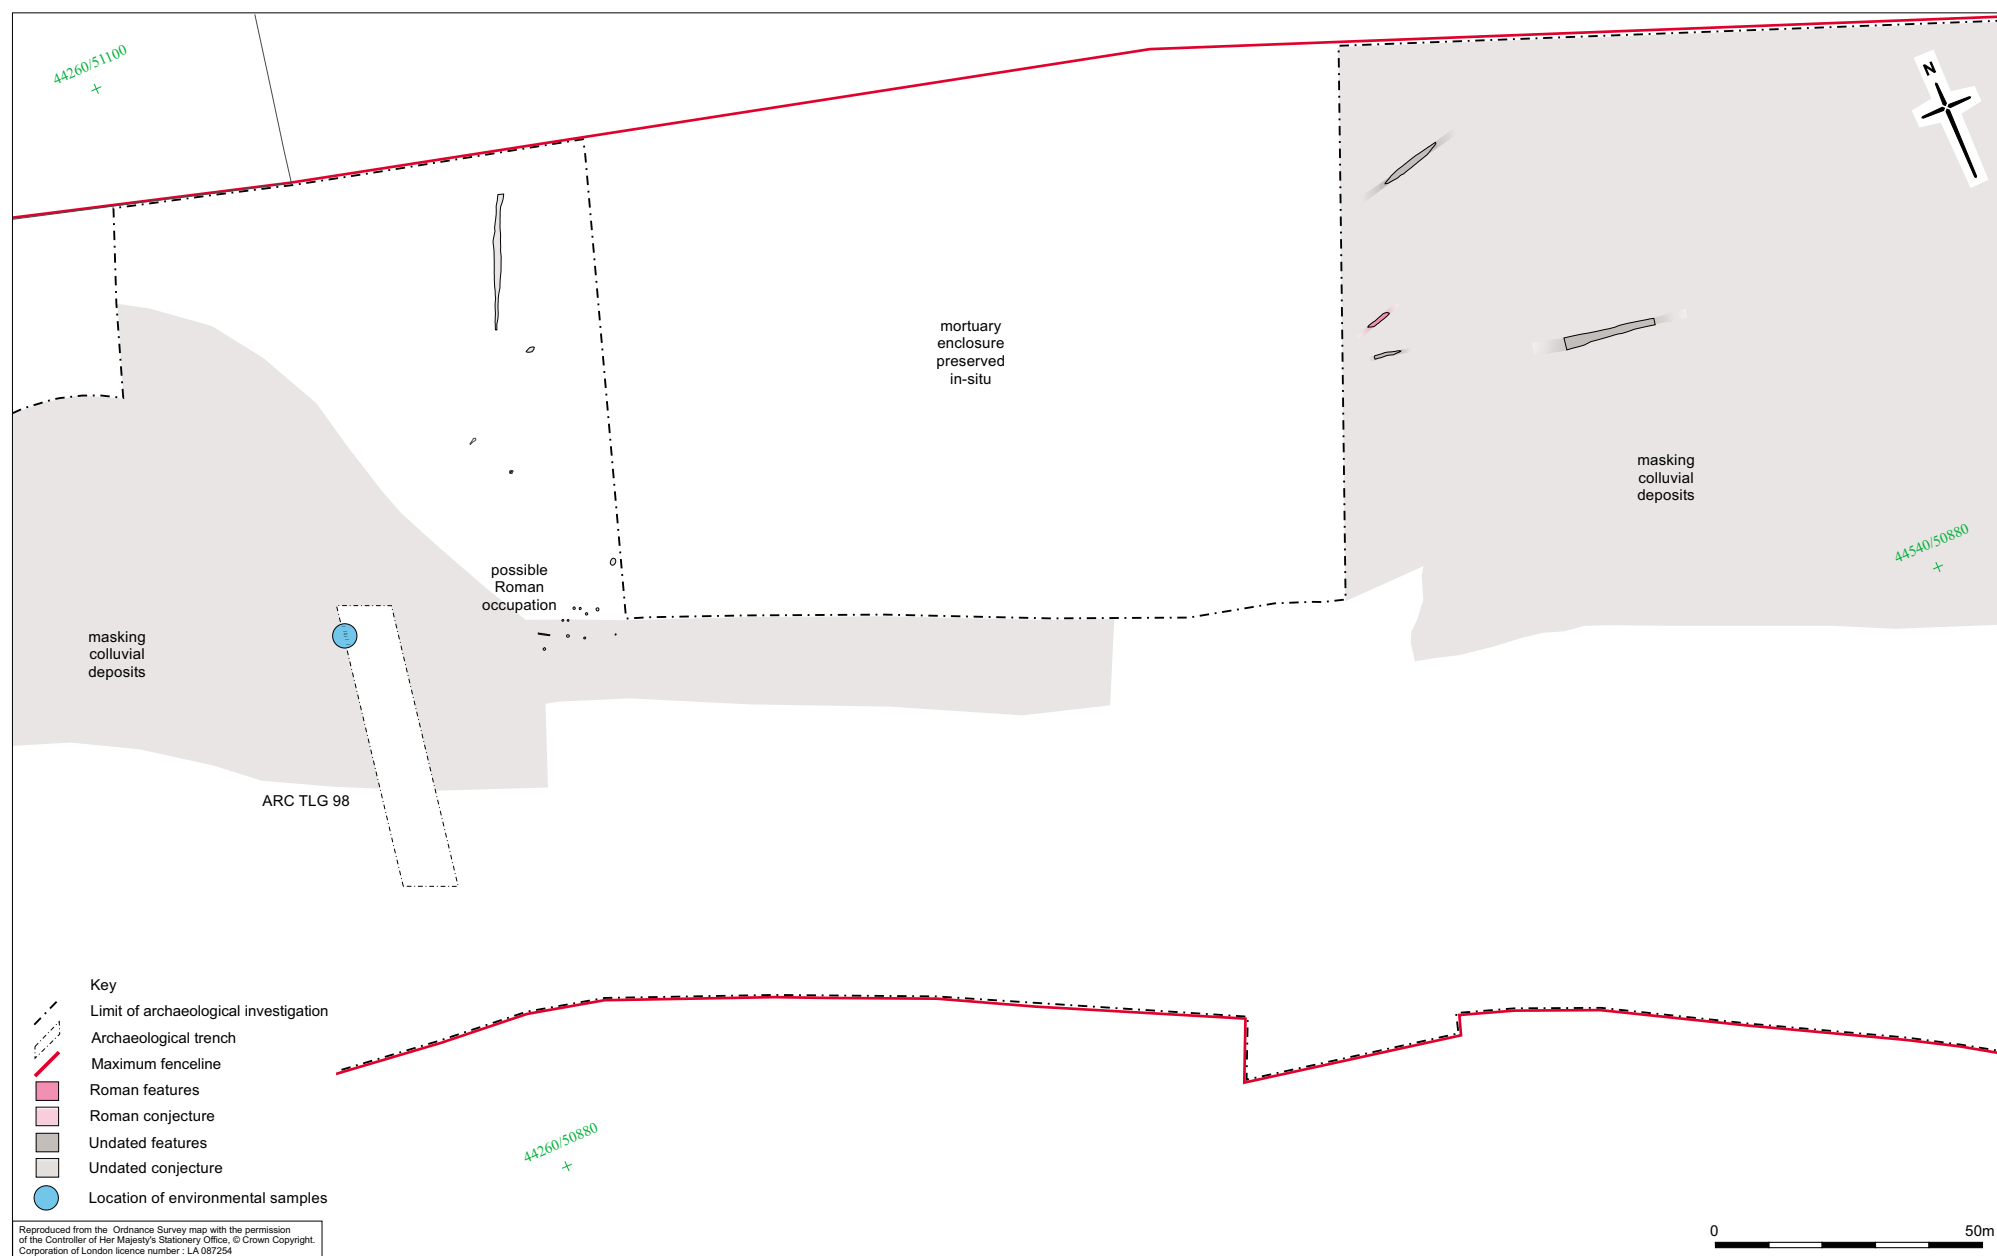 44260/51100
N
mortuary
enclosure
preserved
in-situ
masking
colluvial
deposits
44540/50880
possible
Roman
occupation
masking
colluvial
deposits
ARC TLG 98
Key
Limit of archaeological investigation
Archaeological trench
Maximum fenceline
Roman features
Roman conjecture
Undated features
Undated conjecture
Location of environmental samples
44260/50880
Reproduced from the Ordnance Survey map with the permission
of the Controller of Her Majesty's Stationery Office, © Crown Copyright.
Corporation of London licence number : LA 087254
0 50m